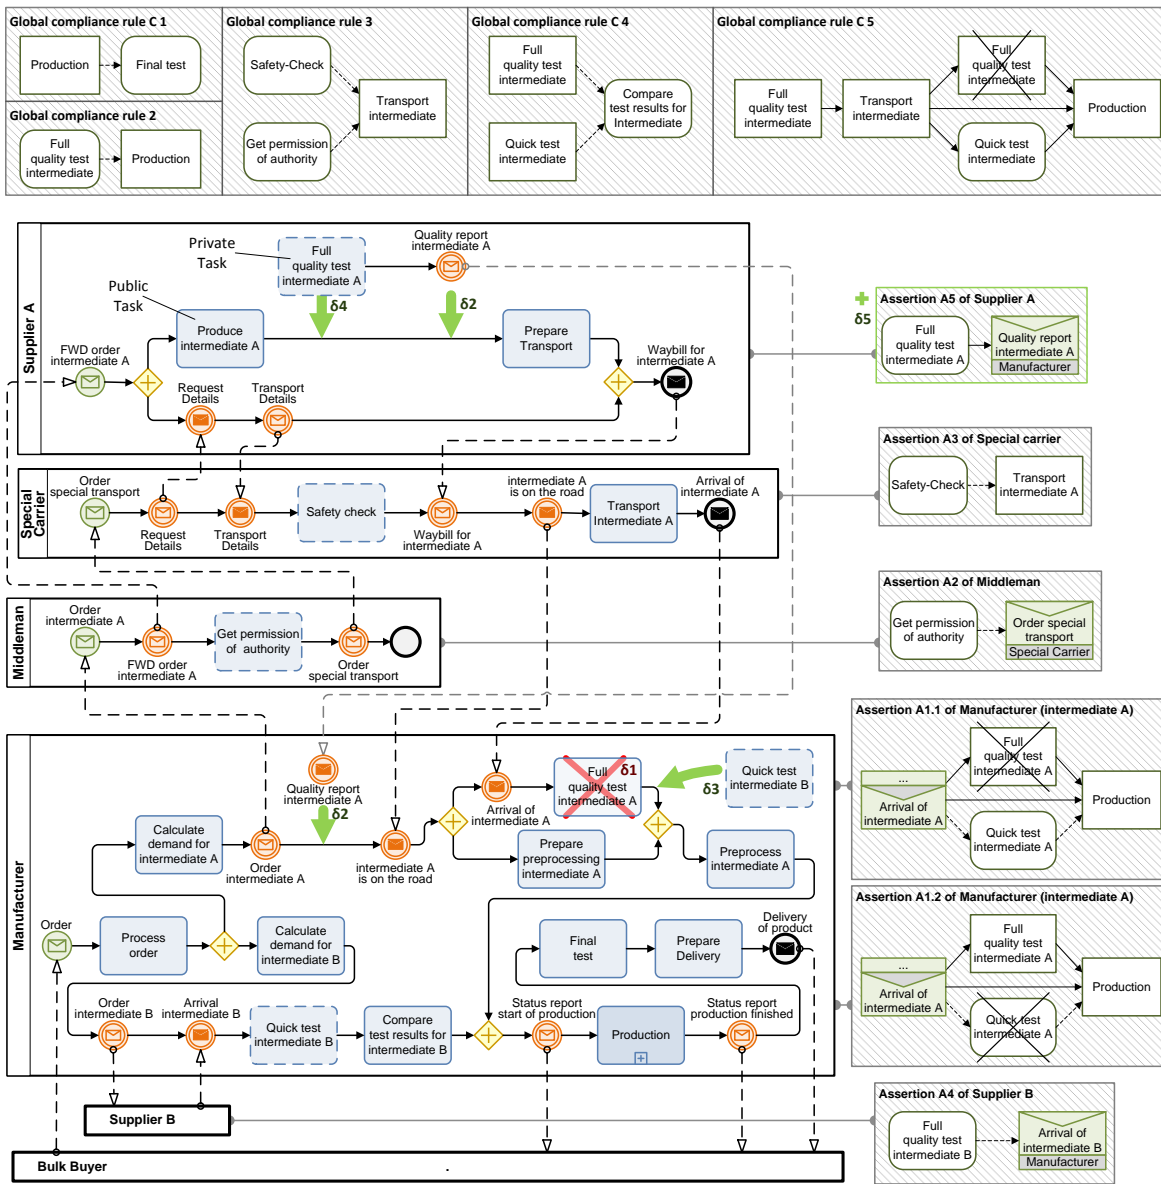 Global compliance rule C 1
Production
Final test
Global compliance rule 2
Full
quality test
intermediate
Production
Global compliance rule 3
Safety-Check
Get permission
of authority
Transport
intermediate
Global compliance rule C 4
Full
quality test
intermediate
Quick test
intermediate
Compare
test results for
Intermediate
Global compliance rule C 5
Full
quality test
intermediate
Transport
intermediate
Full
quality test
intermediate
Quick test
intermediate
Production
Supplier A
Private
Task
Public
Task
Full
quality test
intermediate A
Quality report
intermediate A
δ4
δ2
FWD order
intermediate A
Produce
intermediate A
Prepare
Transport
Request
Details
Transport
Details
Waybill for
intermediate A
δ5
Assertion A5 of Supplier A
Full
quality test
intermediate A
Quality report
intermediate A
Manufacturer
Special
Carrier
Order
special transport
Request
Details
Transport
Details
Safety check
Waybill for
intermediate A
intermediate A
is on the road
Transport
Intermediate A
Arrival of
intermediate A
Assertion A3 of Special carrier
Safety-Check
Transport
intermediate A
Middleman
Order
intermediate A
FWD order
intermediate A
Get permission
of authority
Order
special transport
Assertion A2 of Middleman
Get permission
of authority
Order special
transport
Special Carrier
Manufacturer
Quality report
intermediate A
δ2
Calculate
demand for
intermediate A
Order
intermediate A
intermediate A
is on the road
Arrival of
intermediate A
Full
quality test
intermediate A
δ1
δ3
Quick test
intermediate B
Prepare
preprocessing
intermediate A
Preprocess
intermediate A
Order
Process
order
Calculate
demand for
intermediate B
Final
test
Prepare
Delivery
Delivery
of product
Order
intermediate B
Arrival
intermediate B
Quick test
intermediate B
Compare
test results for
intermediate B
Status report
start of production
Production
Status report
production finished
Assertion A1.1 of Manufacturer (intermediate A)
...
Arrival of
intermediate A
Full
quality test
intermediate A
Quick test
intermediate A
Production
Assertion A1.2 of Manufacturer (intermediate A)
...
Arrival of
intermediate A
Full
quality test
intermediate A
Quick test
intermediate A
Production
Supplier B
Assertion A4 of Supplier B
Full
quality test
intermediate B
Arrival of
intermediate B
Manufacturer
Bulk Buyer
.